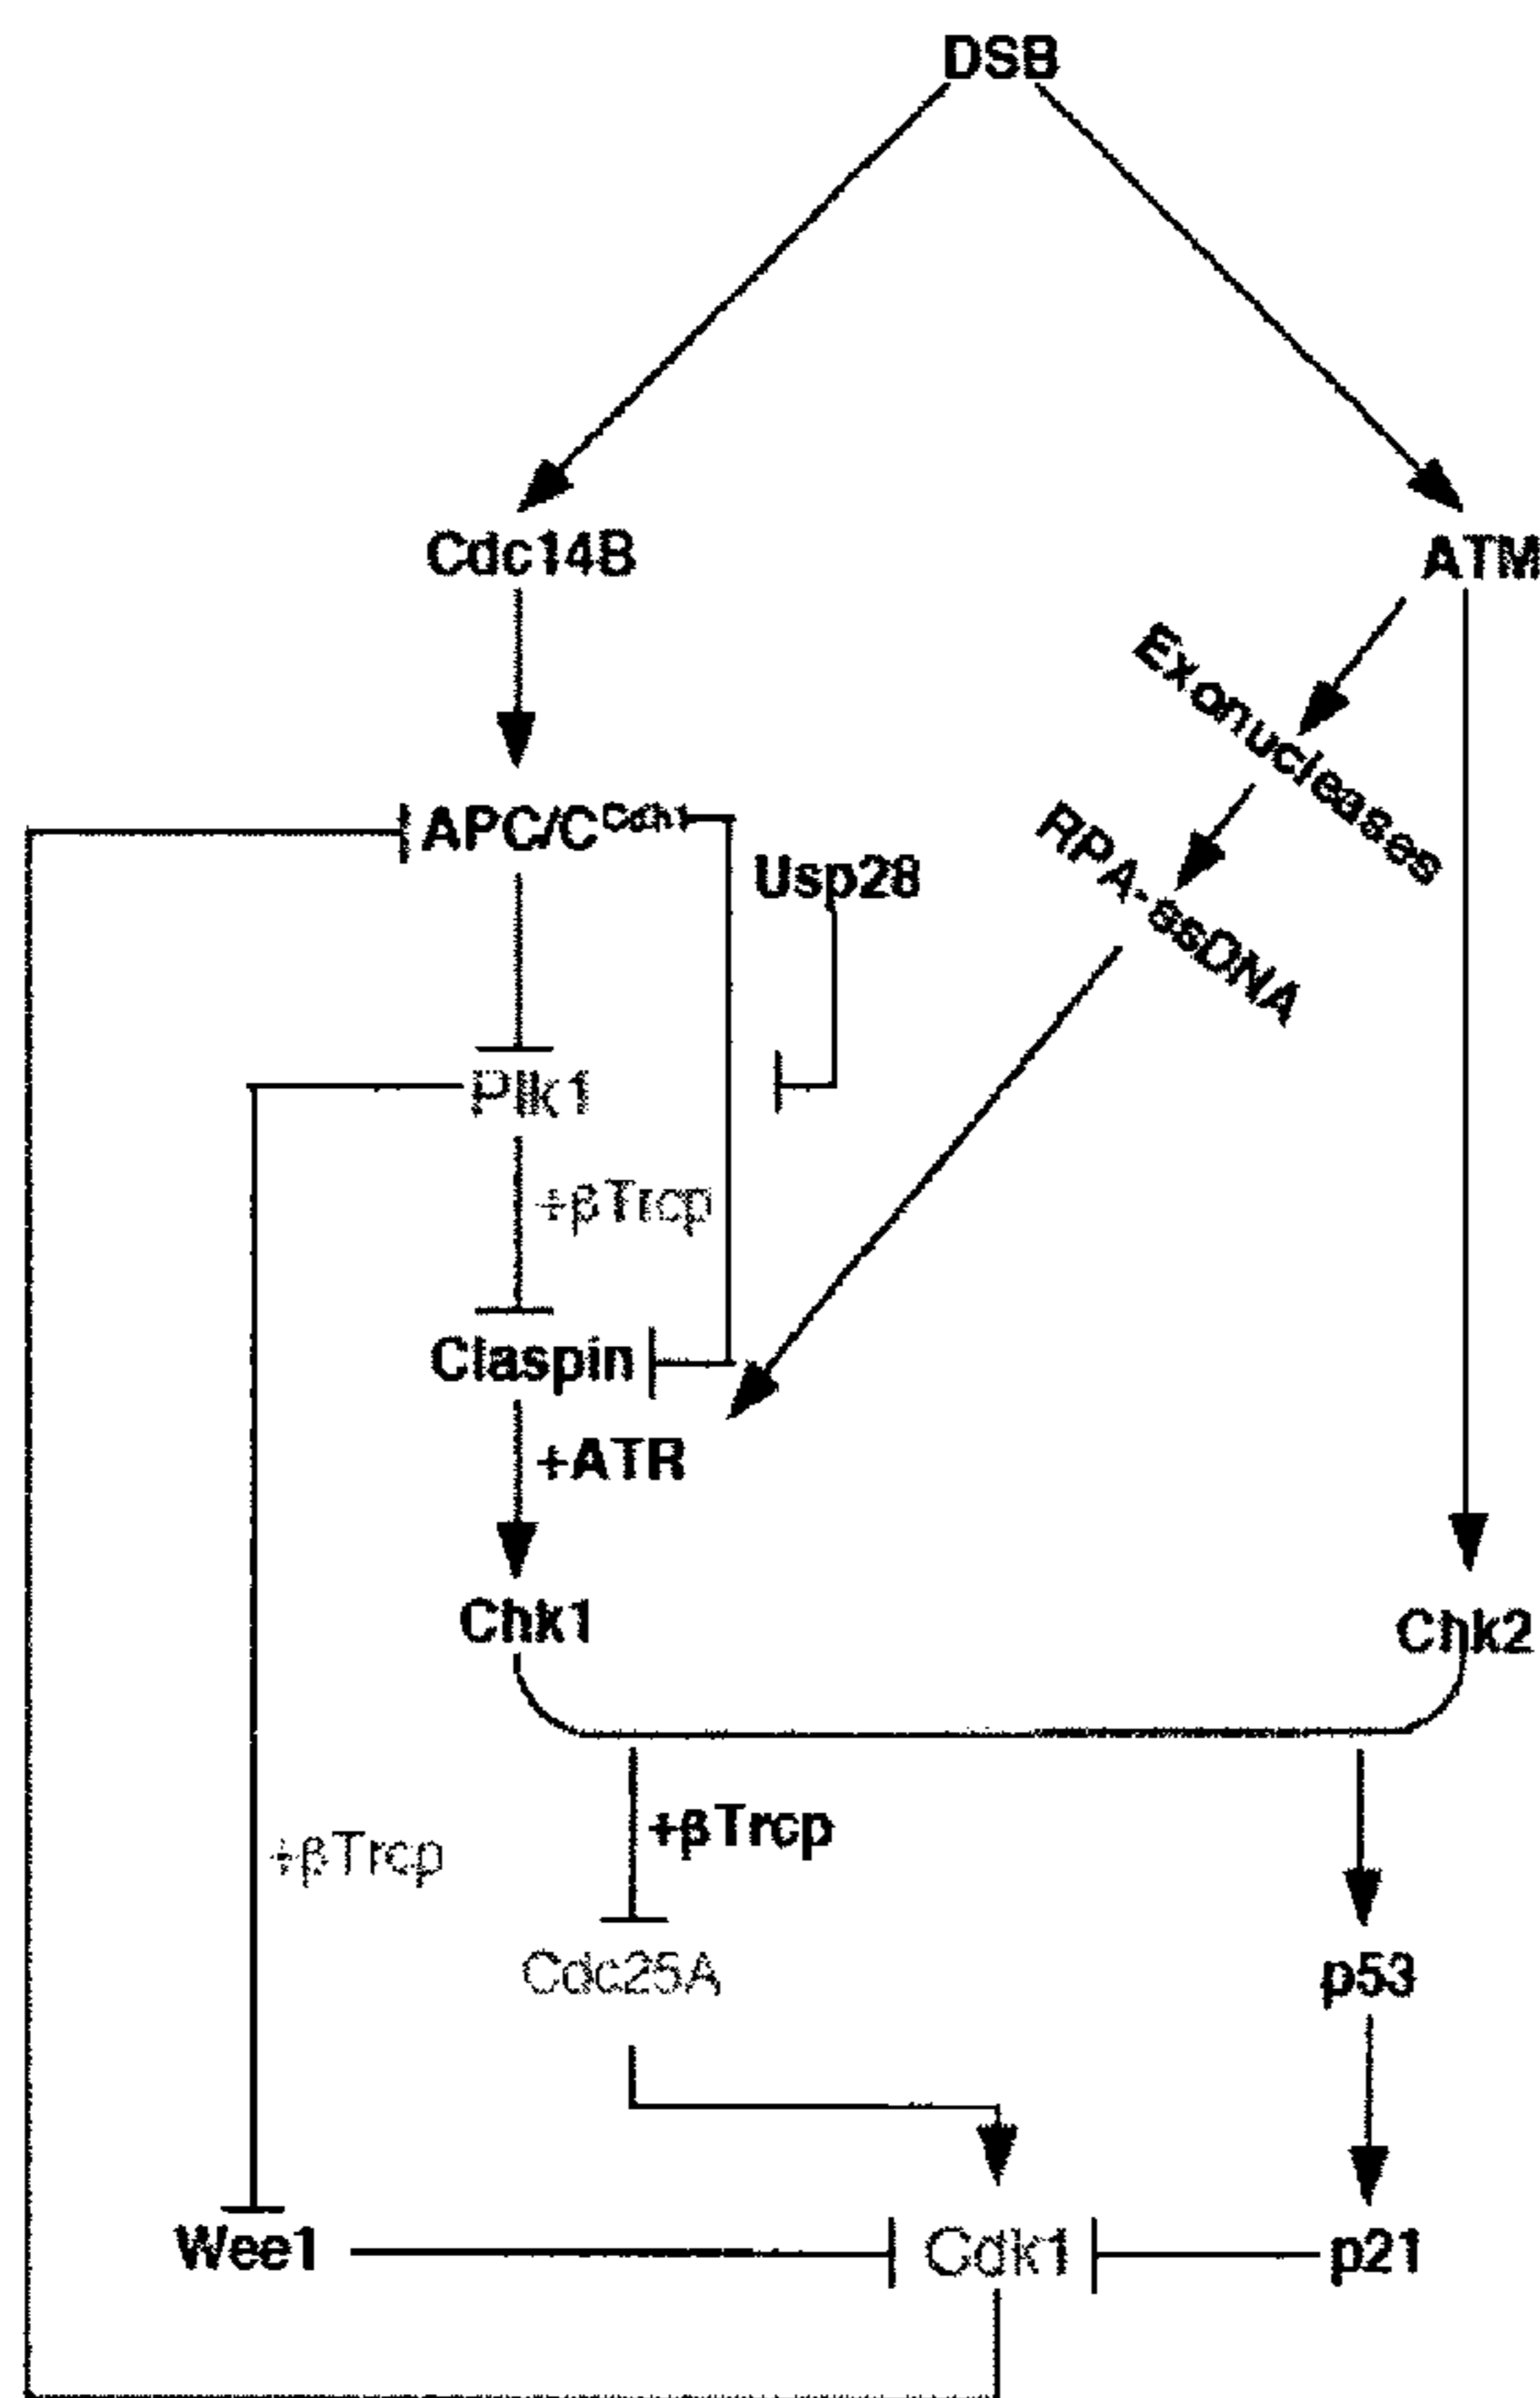 DSB
Cdc14B
ATM
Exonucleases
APC/C^Cdh1
RPA-ssDNA
Usp28
Plk1
+βTrcp
Claspin
+ATR
Chk1
Chk2
+βTrcp
+βTrcp
Cdc25A
p53
Wee1
Cdk1
p21